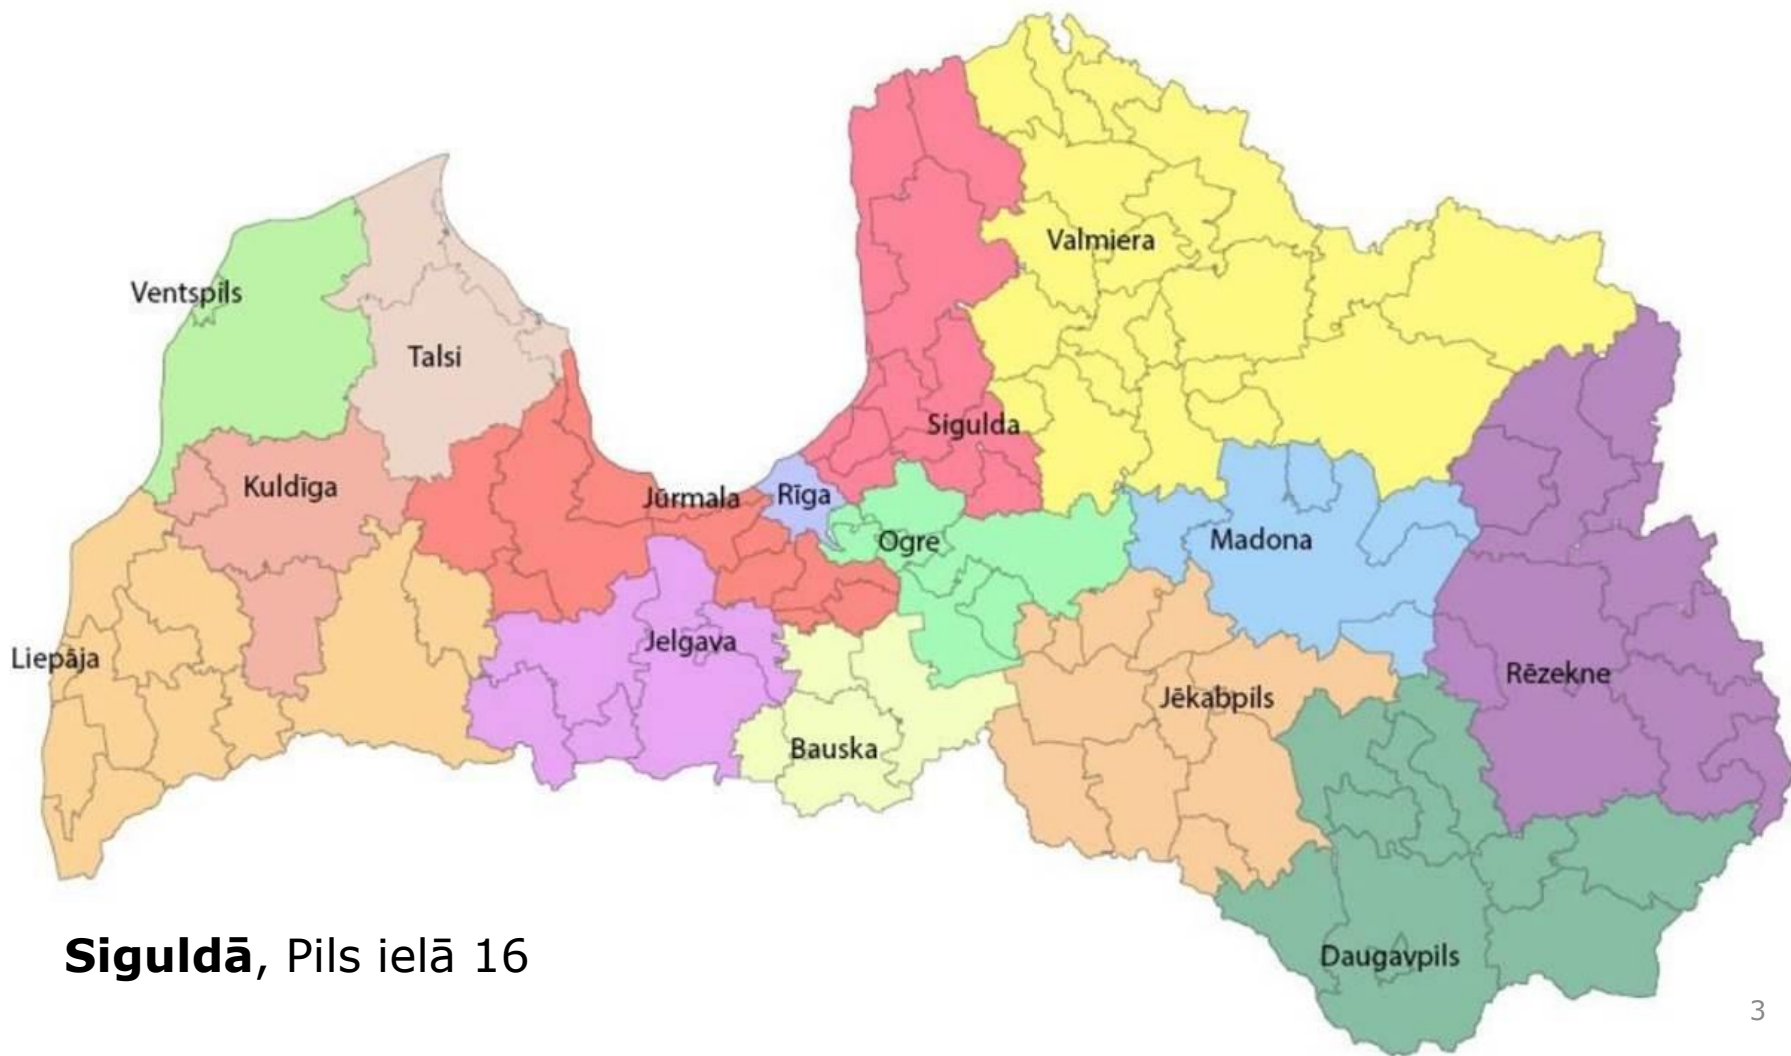 Valmiera
Ventspils
Talsi
Sigulda
Kuldīga
Jūrmala
Rīga
Ogre
Madona
Liepāja
Jelgava
Rēzekne
Jēkabpils
Bauska
Daugavpils
Siguldā, Pils ielā 16
3